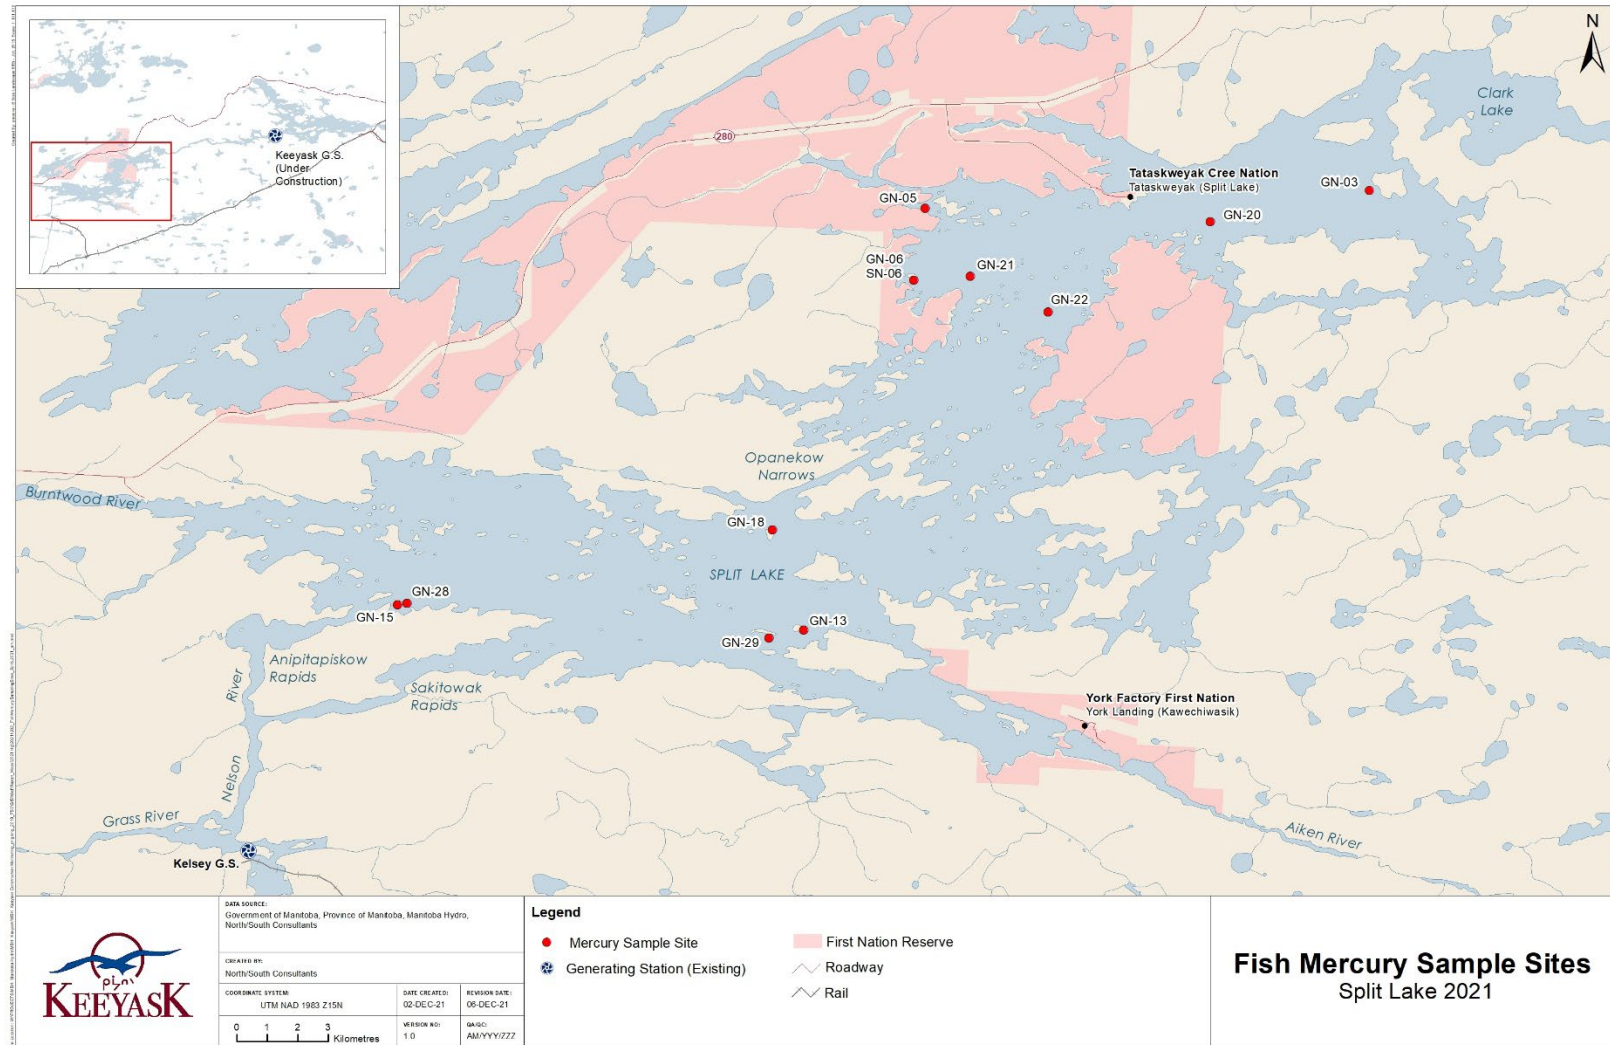 N
Clark
Lake
280
Keeyask G.S.
(Under
Construction)
Tataskweyak Cree Nation
Tataskweyak (Split Lake)
GN-03
GN-05
GN-20
GN-06
SN-06
GN-21
GN-22
Opanekow
Narrows
Burntwood River
GN-18
SPLIT LAKE
GN-28
GN-15
GN-13
GN-29
Anipitapiskow
Rapids
Sakitowak
Rapids
Nelson River
York Factory First Nation
York Landing (Kawechiwasik)
Grass River
Aiken River
Kelsey G.S.
KEEYASK
DATA SOURCE:
Government of Manitoba, Province of Manitoba, Manitoba Hydro,
North/South Consultants
CREATED BY:
North/South Consultants
COORDINATE SYSTEM:
UTM NAD 1983 Z15N
DATE CREATED:
02-DEC-21
REVISION DATE:
06-DEC-21
0 1 2 3 Kilometres
VERSION NO:
1.0
QA/QC:
AM/YYY/ZZZ
Legend
Mercury Sample Site
Generating Station (Existing)
First Nation Reserve
Roadway
Rail
Fish Mercury Sample Sites
Split Lake 2021